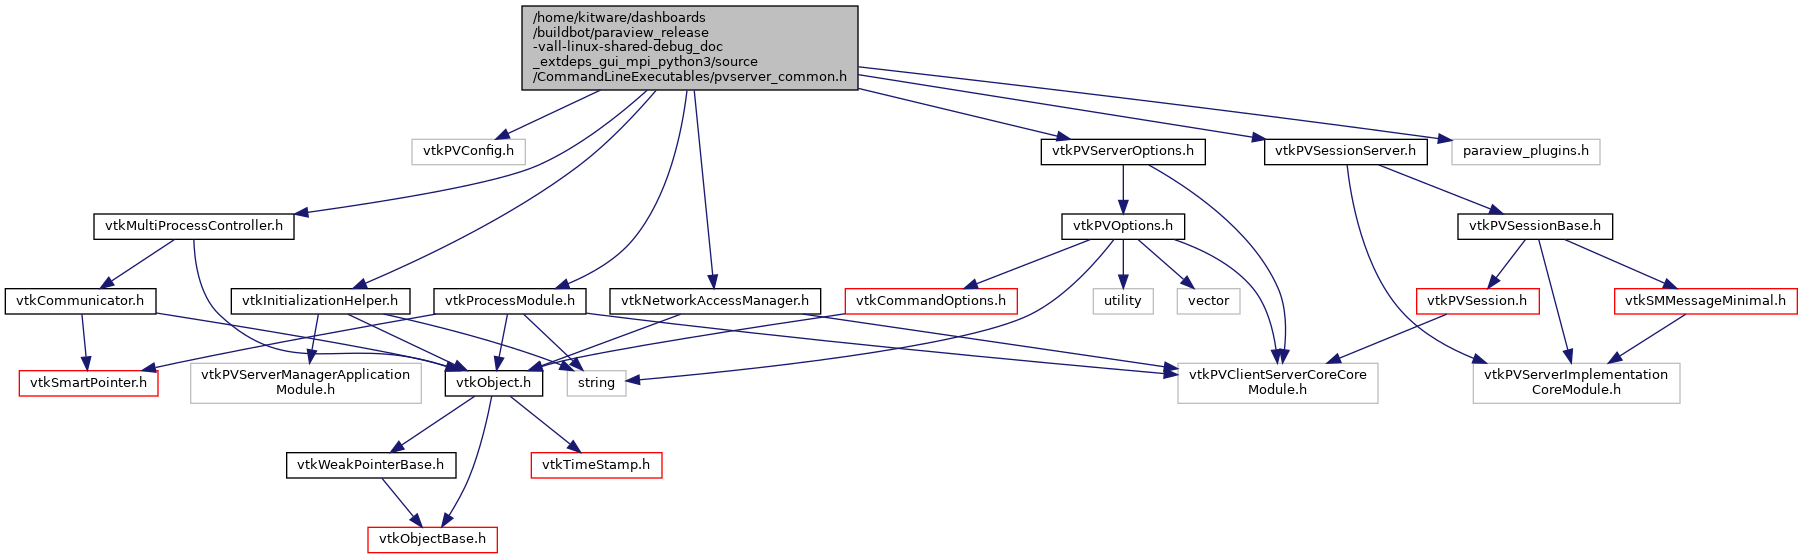 /home/kitware/dashboards
/buildbot/paraview_release
-vall-linux-shared-debug_doc
_extdeps_gui_mpi_python3/source
/CommandLineExecutables/pvserver_common.h
vtkPVConfig.h
vtkPVServerOptions.h
vtkPVSessionServer.h
paraview_plugins.h
vtkMultiProcessController.h
vtkPVOptions.h
vtkPVSessionBase.h
vtkCommunicator.h
vtkInitializationHelper.h
vtkProcessModule.h
vtkNetworkAccessManager.h
vtkCommandOptions.h
utility
vector
vtkPVSession.h
vtkSMMessageMinimal.h
vtkSmartPointer.h
vtkPVServerManagerApplication
Module.h
vtkObject.h
string
vtkPVClientServerCoreCore
Module.h
vtkPVServerImplementation
CoreModule.h
vtkWeakPointerBase.h
vtkTimeStamp.h
vtkObjectBase.h